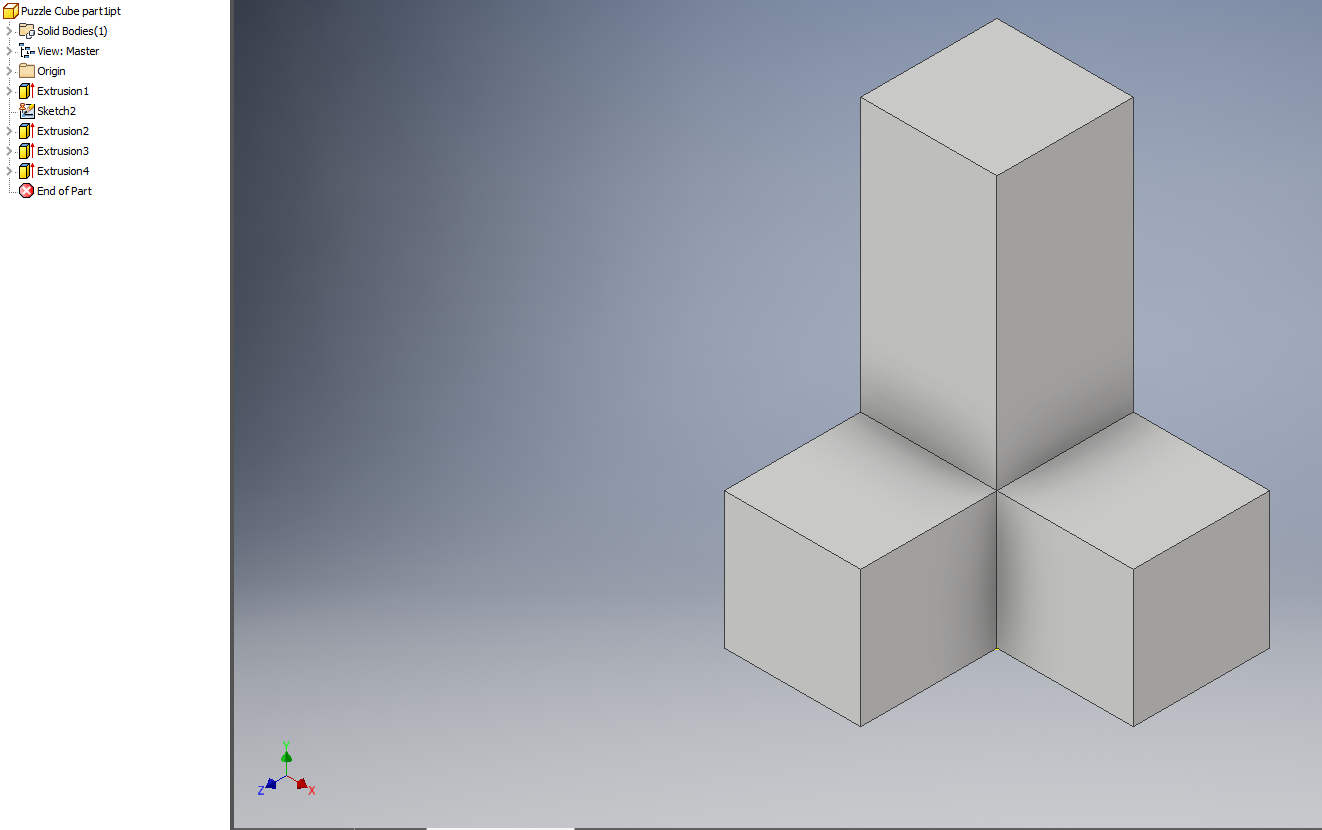 Puzzle Cube part1ipt
Solid Bodies(1)
View: Master
Origin
Extrusion1
Sketch2
Extrusion2
Extrusion3
Extrusion4
End of Part
Y
Z X